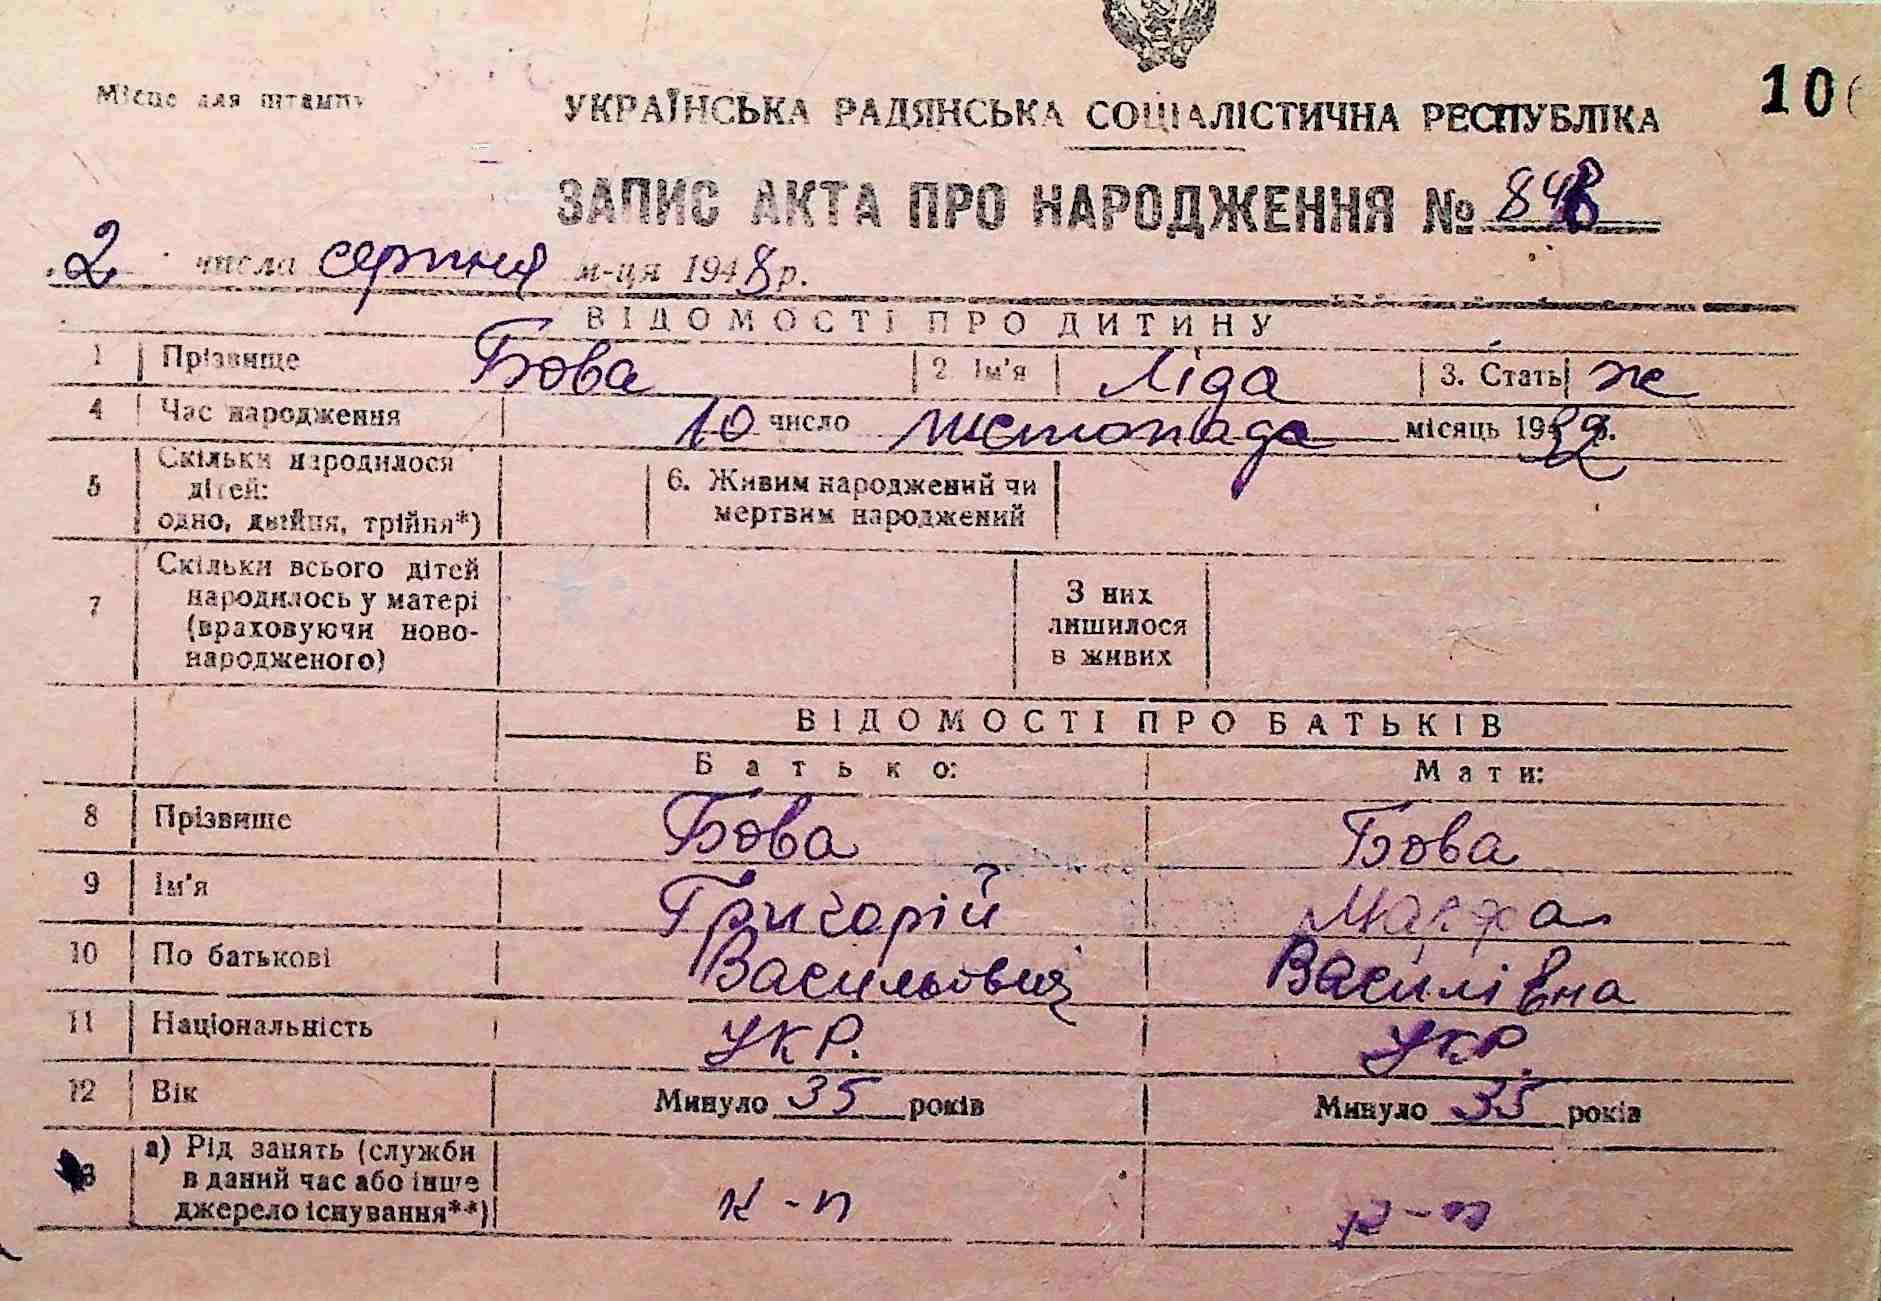 Місце для штампу
УКРАЇНСЬКА РАДЯНСЬКА СОЦІАЛІСТИЧНА РЕСПУБЛІКА 10
ЗАПИС АКТА ПРО НАРОДЖЕННЯ №
2 числа серпня м-ця 1948 р.
ВІДОМОСТІ ПРО ДИТИНУ
1 Прізвище Бова 2. Ім'я Ліда 3. Стать ж
4 Час народження 10 число листопада місяць 19
5 Скільки народилося дітей: одно, двійня, трійня*)
6. Живим народжений чи мертвим народжений
7 Скільки всього дітей народилось у матері (враховуючи ново-народженого)
З них лишилося в живих
ВІДОМОСТІ ПРО БАТЬКІВ
Батько: Мати:
8 Прізвище Бова Бова
9 Ім'я Григорій Марфа
10 По батькові Васильович Василівна
11 Національність укр. укр.
12 Вік Минуло 35 років Минуло 35 років
13 а) Рід занять (служби в даний час або інше джерело існування**) к-п к-п